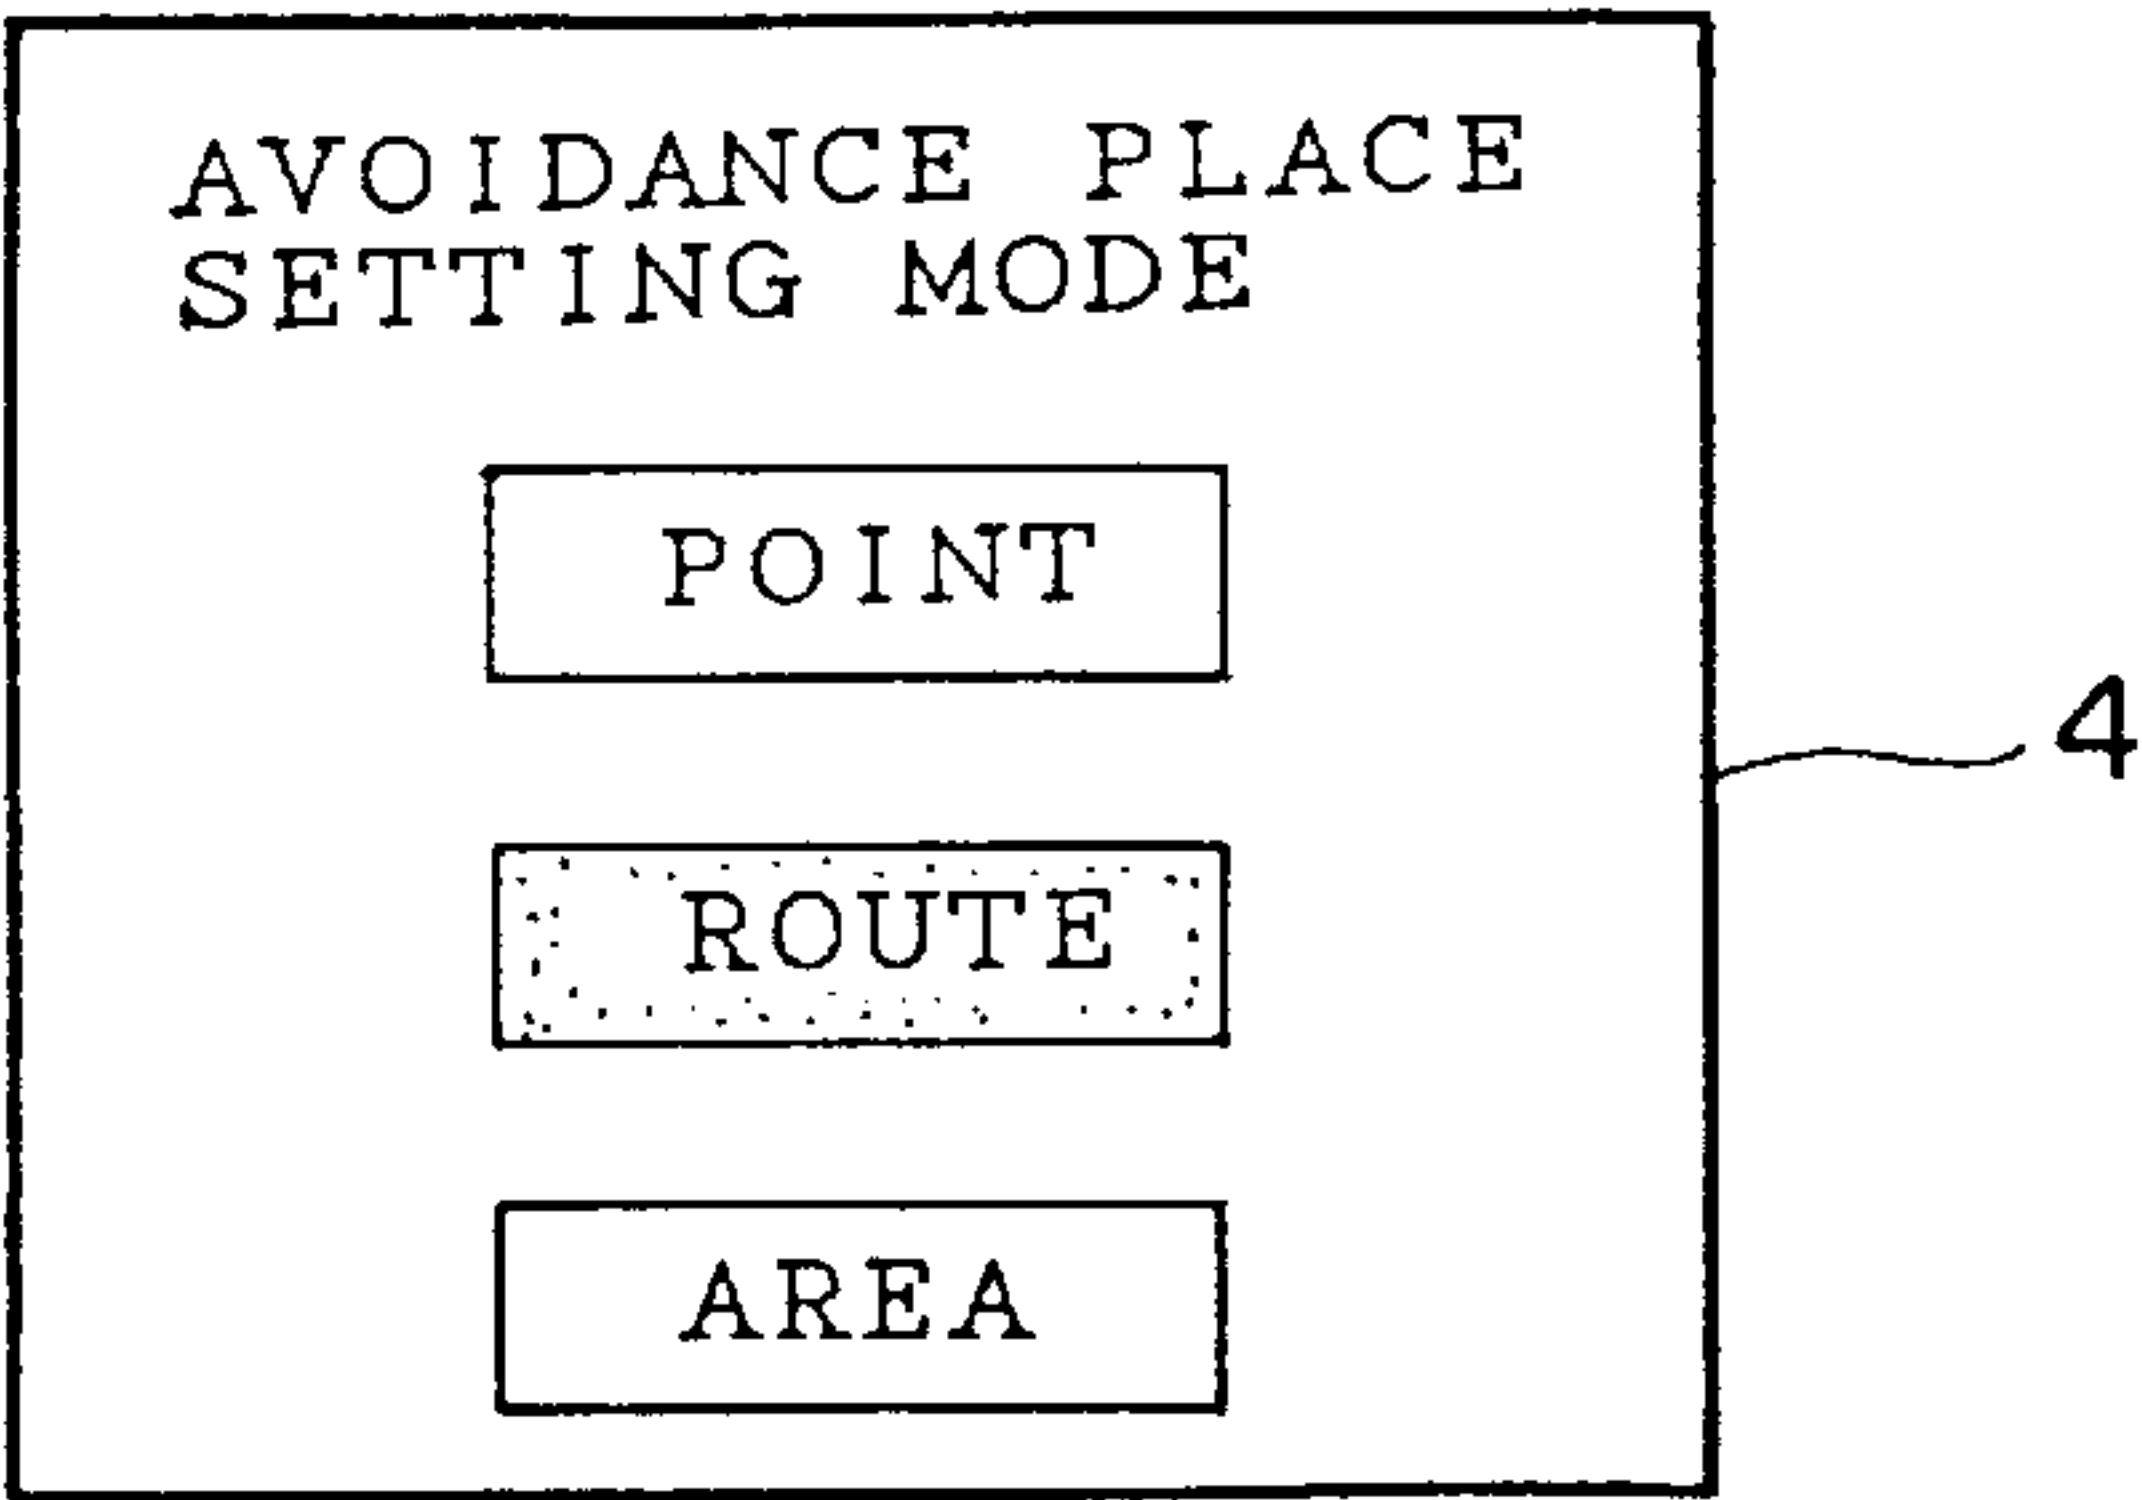 AVOIDANCE PLACE
SETTING MODE
POINT
4
ROUTE
AREA